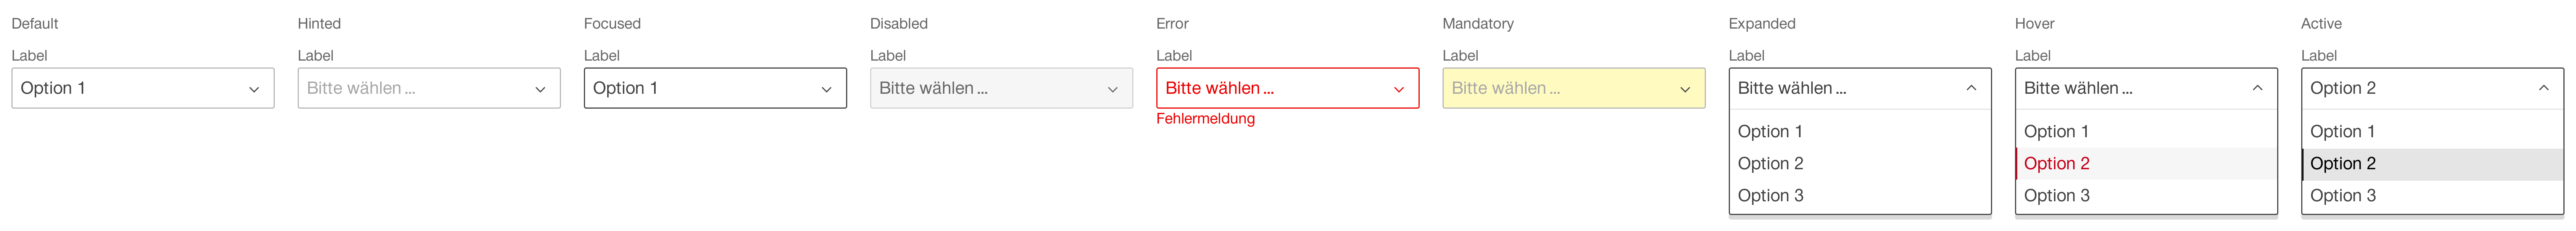 Default
Label
Option 1
Hinted
Label
Bitte wählen ...
Focused
Label
Option 1
Disabled
Label
Bitte wählen ...
Error
Label
Bitte wählen ...
Fehlermeldung
Mandatory
Label
Bitte wählen ...
Expanded
Label
Bitte wählen ...
Option 1
Option 2
Option 3
Hover
Label
Bitte wählen ...
Option 1
Option 2
Option 3
Active
Label
Option 2
Option 1
Option 2
Option 3